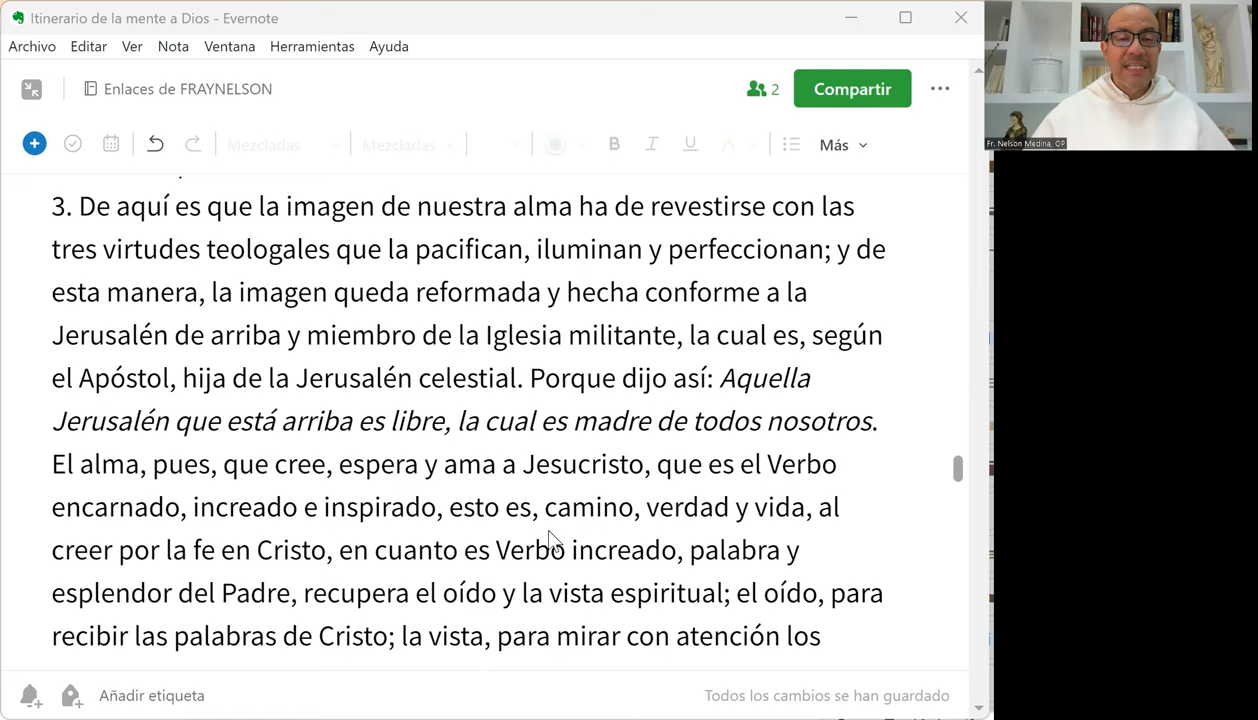 Itinerario de la mente a Dios - Evernote
Archivo Editar Ver Nota Ventana Herramientas Ayuda
Enlaces de FRAYNELSON
2
Compartir
Mezcladas
Mezcladas
B I U A
Más
3. De aquí es que la imagen de nuestra alma ha de revestirse con las
tres virtudes teologales que la pacifican, iluminan y perfeccionan; y de
esta manera, la imagen queda reformada y hecha conforme a la
Jerusalén de arriba y miembro de la Iglesia militante, la cual es, según
el Apóstol, hija de la Jerusalén celestial. Porque dijo así: Aquella
Jerusalén que está arriba es libre, la cual es madre de todos nosotros.
El alma, pues, que cree, espera y ama a Jesucristo, que es el Verbo
encarnado, increado e inspirado, esto es, camino, verdad y vida, al
creer por la fe en Cristo, en cuanto es Verbo increado, palabra y
esplendor del Padre, recupera el oído y la vista espiritual; el oído, para
recibir las palabras de Cristo; la vista, para mirar con atención los
Añadir etiqueta
Todos los cambios se han guardado
Fr. Nelson Medina, OP